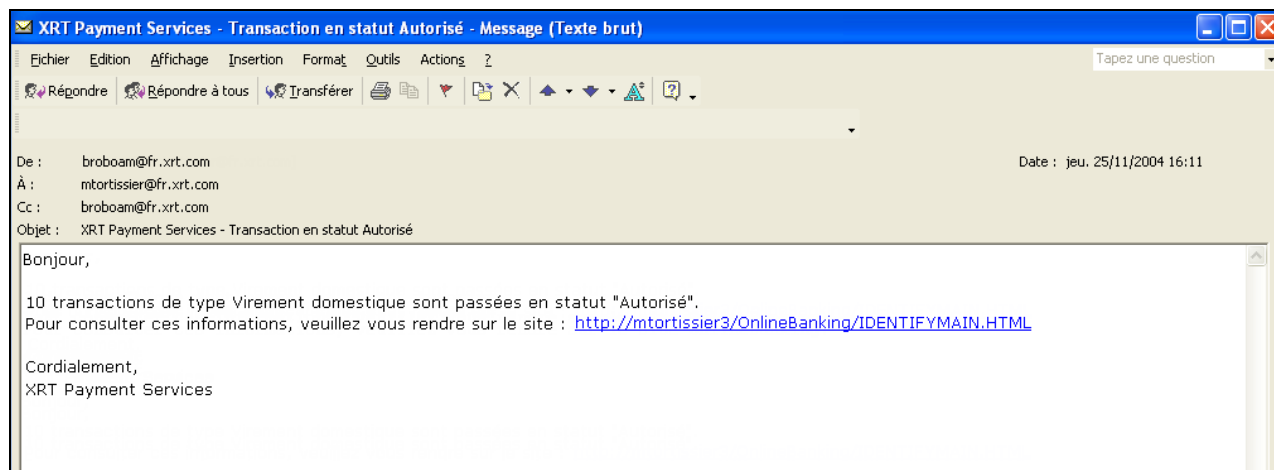 XRT Payment Services - Transaction en statut Autorisé - Message (Texte brut)
Fichier Edition Affichage Insertion Format Outils Actions ? Tapez une question
Répondre Répondre à tous Transférer
De : broboam@fr.xrt.com Date : jeu. 25/11/2004 16:11
À : mtortissier@fr.xrt.com
Cc : broboam@fr.xrt.com
Objet : XRT Payment Services - Transaction en statut Autorisé
Bonjour,
10 transactions de type Virement domestique sont passées en statut "Autorisé".
Pour consulter ces informations, veuillez vous rendre sur le site : http://mtortissier3/OnlineBanking/IDENTIFYMAIN.HTML
Cordialement,
XRT Payment Services